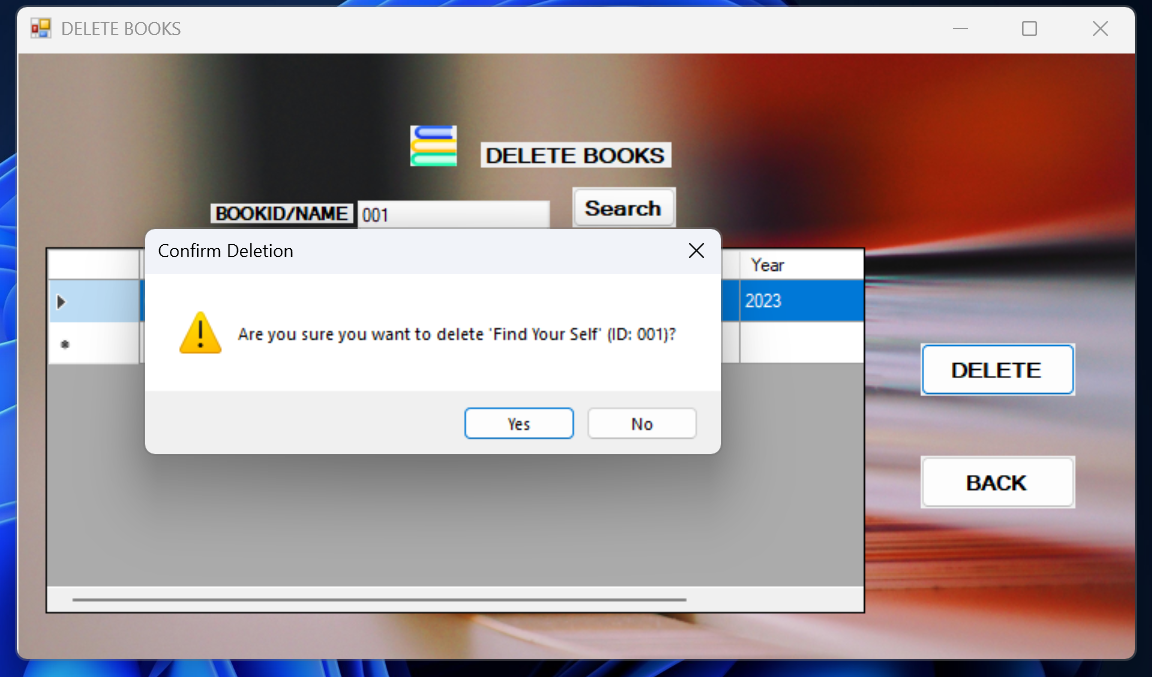 DELETE BOOKS
DELETE BOOKS
BOOKID/NAME 001 Search
Confirm Deletion
Year
2023
Are you sure you want to delete 'Find Your Self' (ID: 001)?
DELETE
Yes No
BACK